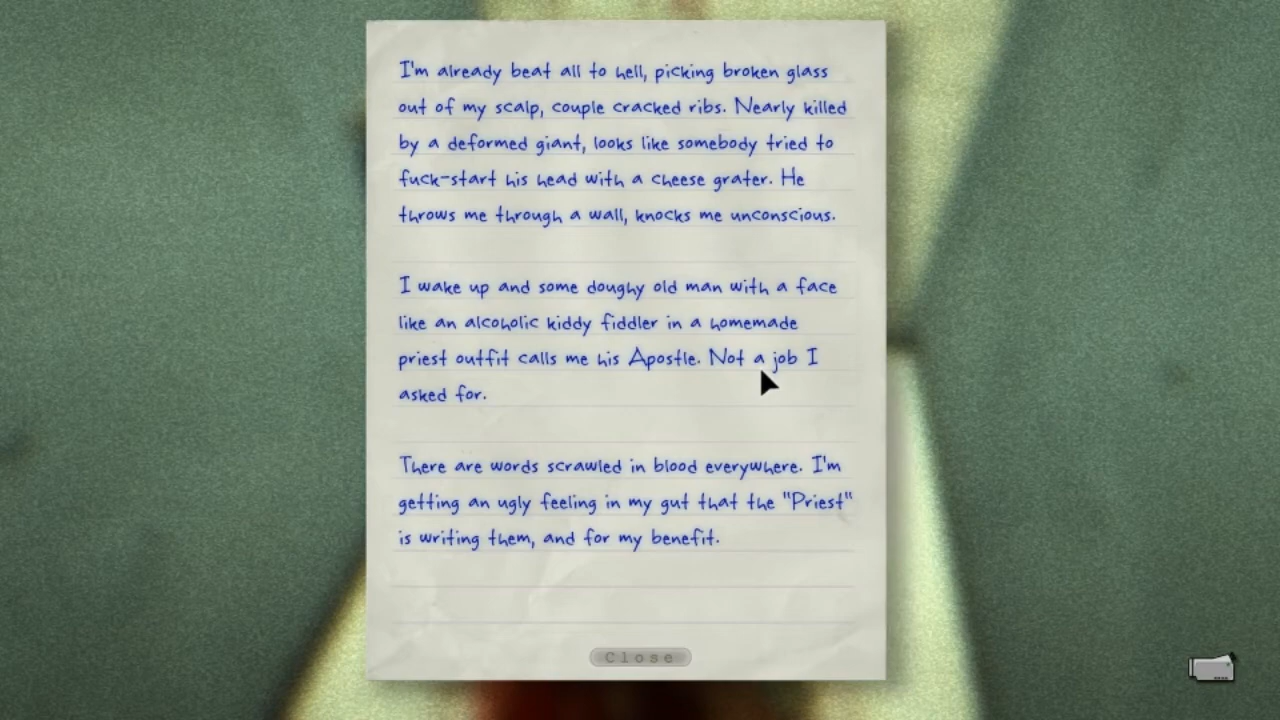 I'm already beat all to hell, picking broken glass
out of my scalp, couple cracked ribs. Nearly killed
by a deformed giant, looks like somebody tried to
fuck-start his head with a cheese grater. He
throws me through a wall, knocks me unconscious.
I wake up and some doughy old man with a face
like an alcoholic kiddy fiddler in a homemade
priest outfit calls me his Apostle. Not a job I
asked for.
There are words scrawled in blood everywhere. I'm
getting an ugly feeling in my gut that the "Priest"
is writing them, and for my benefit.
Close